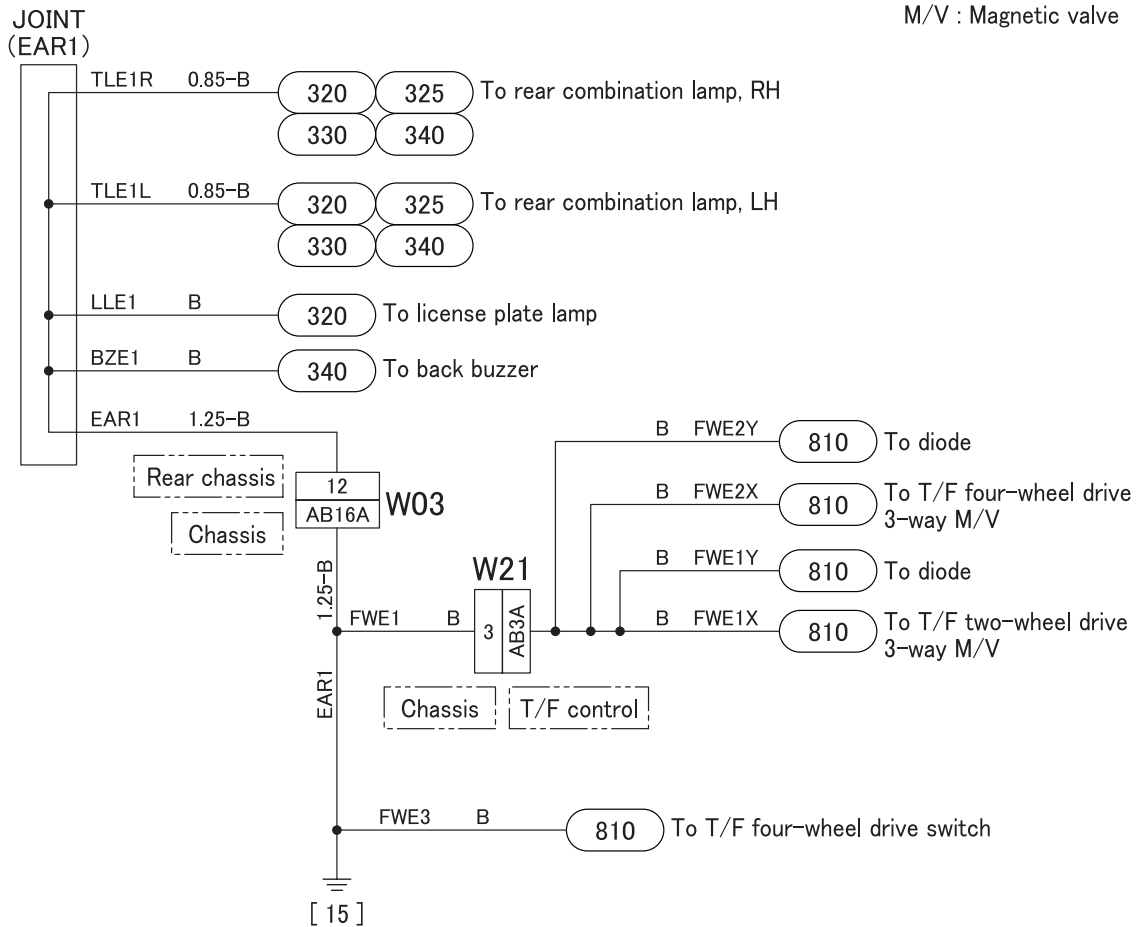 M/V : Magnetic valve
JOINT
(EAR1)
TLE1R 0.85-B 320 325 To rear combination lamp, RH
330 340
TLE1L 0.85-B 320 325 To rear combination lamp, LH
330 340
LLE1 B 320 To license plate lamp
BZE1 B 340 To back buzzer
EAR1 1.25-B
B FWE2Y 810 To diode
Rear chassis
12
AB16A
W03
Chassis
B FWE2X 810 To T/F four-wheel drive
3-way M/V
B FWE1Y 810 To diode
W21
1.25-B
FWE1 B 3 AB3A
B FWE1X 810 To T/F two-wheel drive
3-way M/V
EAR1
Chassis T/F control
FWE3 B 810 To T/F four-wheel drive switch
[ 15 ]